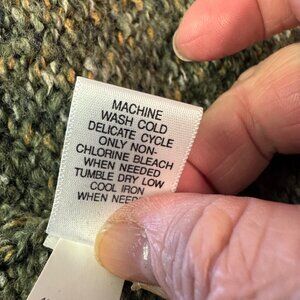 MACHINE
WASH COLD
DELICATE CYCLE
ONLY NON-
CHLORINE BLEACH
WHEN NEEDED
TUMBLE DRY LOW
COOL IRON
WHEN